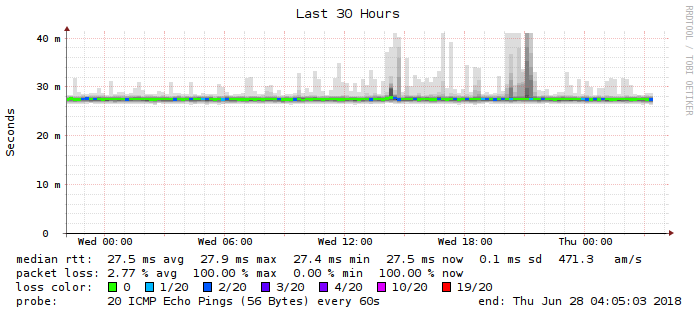 Last 30 Hours
RRDTOOL / TOBI OETIKER
Seconds
40 m
30 m
20 m
10 m
0
Wed 00:00 Wed 06:00 Wed 12:00 Wed 18:00 Thu 00:00
median rtt: 27.5 ms avg 27.9 ms max 27.4 ms min 27.5 ms now 0.1 ms sd 471.3 am/s
packet loss: 2.77 % avg 100.00 % max 0.00 % min 100.00 % now
loss color: 0 1/20 2/20 3/20 4/20 10/20 19/20
probe: 20 ICMP Echo Pings (56 Bytes) every 60s end: Thu Jun 28 04:05:03 2018